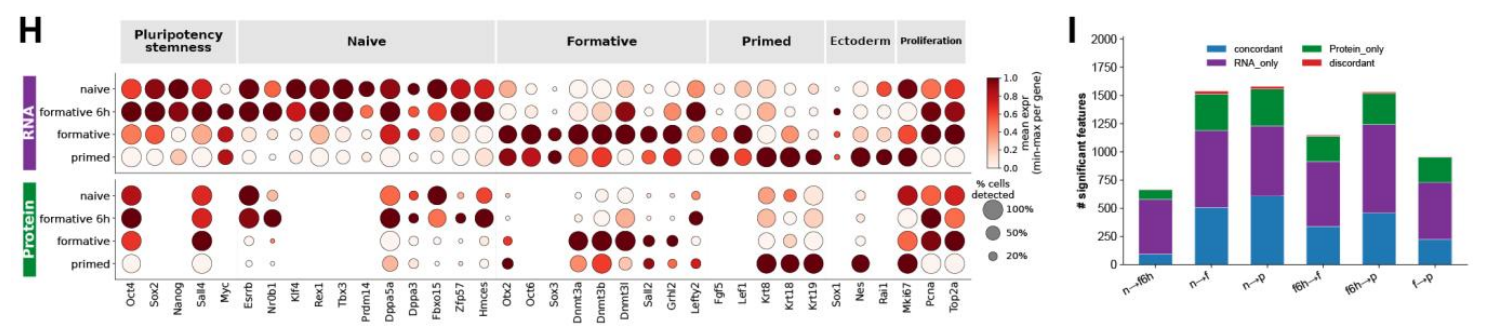 H
Pluripotency
stemness
Naive
Formative
Primed
Ectoderm
Proliferation
RNA
naive
formative 6h
formative
primed
1.0
0.8
0.6
0.4
0.2
0.0
mean expr
(min-max per gene)
Protein
naive
formative 6h
formative
primed
% cells
detected
100%
50%
20%
Oct4
Sox2
Nanog
Sall4
Myc
Esrrb
Nr0b1
Klf4
Rex1
Tbx3
Prdm14
Dppa5a
Dppa3
Fbxo15
Zfp57
Hmces
Otx2
Oct6
Sox3
Dnmt3a
Dnmt3b
Dnmt3l
Sall2
Grhl2
Lefty2
Fgf5
Lef1
Krt8
Krt18
Krt19
Sox1
Nes
Rai1
Mki67
Pcna
Top2a
I
concordant
RNA_only
Protein_only
discordant
# significant features
2000
1750
1500
1250
1000
750
500
250
0
n→f6h
n→f
n→p
f6h→f
f6h→p
f→p